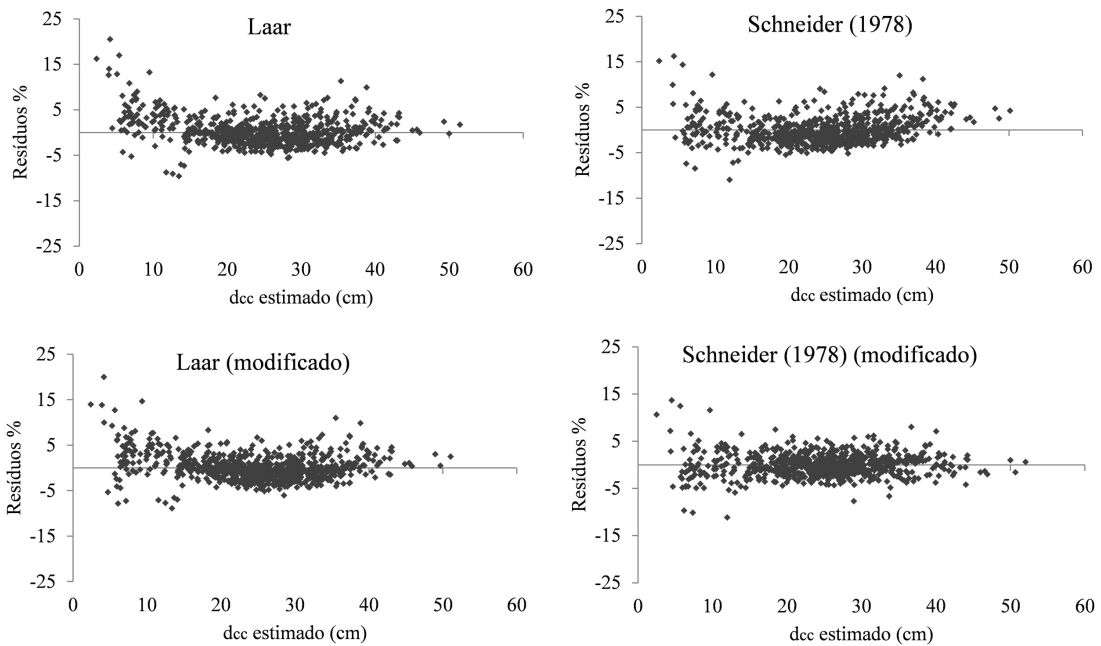 Laar
25
15
5
-5
-15
-25
Resíduos %
0 10 20 30 40 50 60
dcc estimado (cm)
Schneider (1978)
25
15
5
-5
-15
-25
Resíduos %
0 10 20 30 40 50 60
dcc estimado (cm)
Laar (modificado)
25
15
5
-5
-15
-25
Resíduos %
0 10 20 30 40 50 60
dcc estimado (cm)
Schneider (1978) (modificado)
25
15
5
-5
-15
-25
Resíduos %
0 10 20 30 40 50 60
dcc estimado (cm)